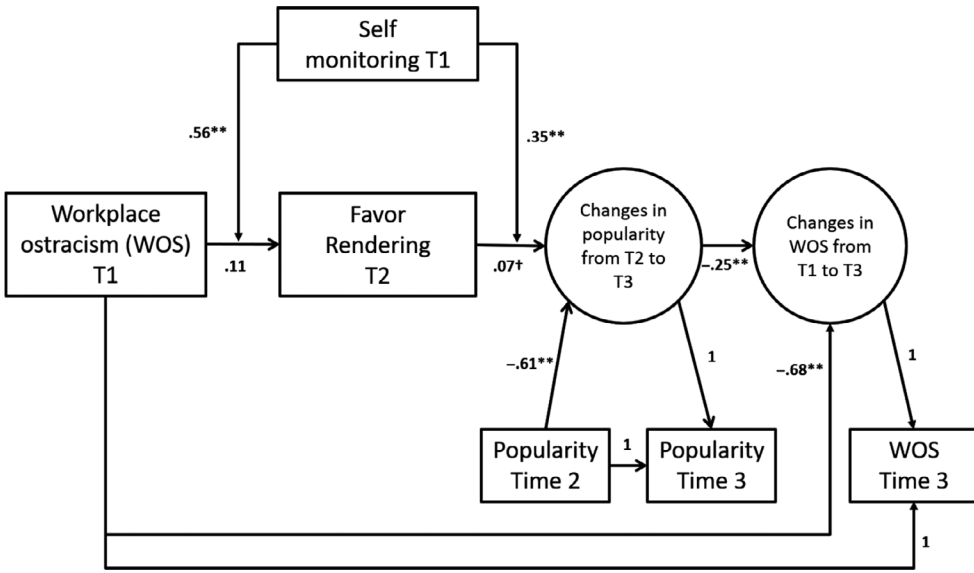 Self
monitoring T1
.56**
.35**
Workplace
ostracism (WOS)
T1
.11
Favor
Rendering
T2
.07†
Changes in
popularity
from T2 to
T3
–.25**
Changes in
WOS from
T1 to T3
–.61**
1
–.68**
1
Popularity
Time 2
1
Popularity
Time 3
WOS
Time 3
1